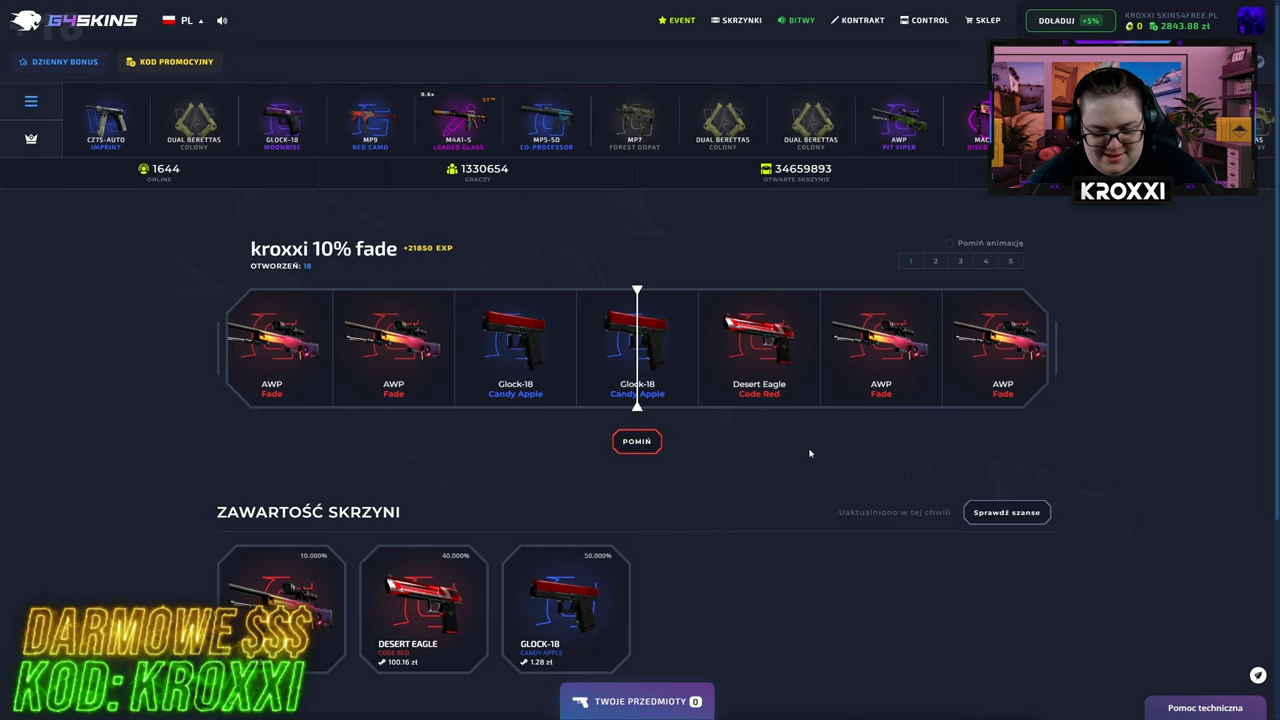 G4SKINS
PL
EVENT
SKRZYNKI
BITWY
KONTRAKT
CONTROL
SKLEP
DOŁADUJ +5%
KROXXI SKINS4FREE.PL
0 2843.88 zł
DZIENNY BONUS
KOD PROMOCYJNY
0.6x
ST™
CZ75-AUTO
IMPRINT
DUAL BERETTAS
COLONY
GLOCK-18
MOONRISE
MP9
RED CAMO
M4A1-S
LEADED GLASS
MP5-SD
CO-PROCESSOR
MP7
FOREST DDPAT
DUAL BERETTAS
COLONY
DUAL BERETTAS
COLONY
AWP
PIT VIPER
MAC
DISCO
1644
ONLINE
1330654
GRACZY
34659893
OTWARTE SKRZYNIE
KROXXI
kroxxi 10% fade +21850 EXP
OTWORZEŃ: 18
Pomiń animację
1 2 3 4 5
AWP
Fade
AWP
Fade
Glock-18
Candy Apple
Glock-18
Candy Apple
Desert Eagle
Code Red
AWP
Fade
AWP
Fade
POMIŃ
ZAWARTOŚĆ SKRZYNI
Uaktualniono w tej chwili
Sprawdź szanse
10.000%
40.000%
DESERT EAGLE
CODE RED
100.16 zł
50.000%
GLOCK-18
CANDY APPLE
1.28 zł
DARMOWE $$$
KOD: KROXXI
TWOJE PRZEDMIOTY 0
Pomoc techniczna